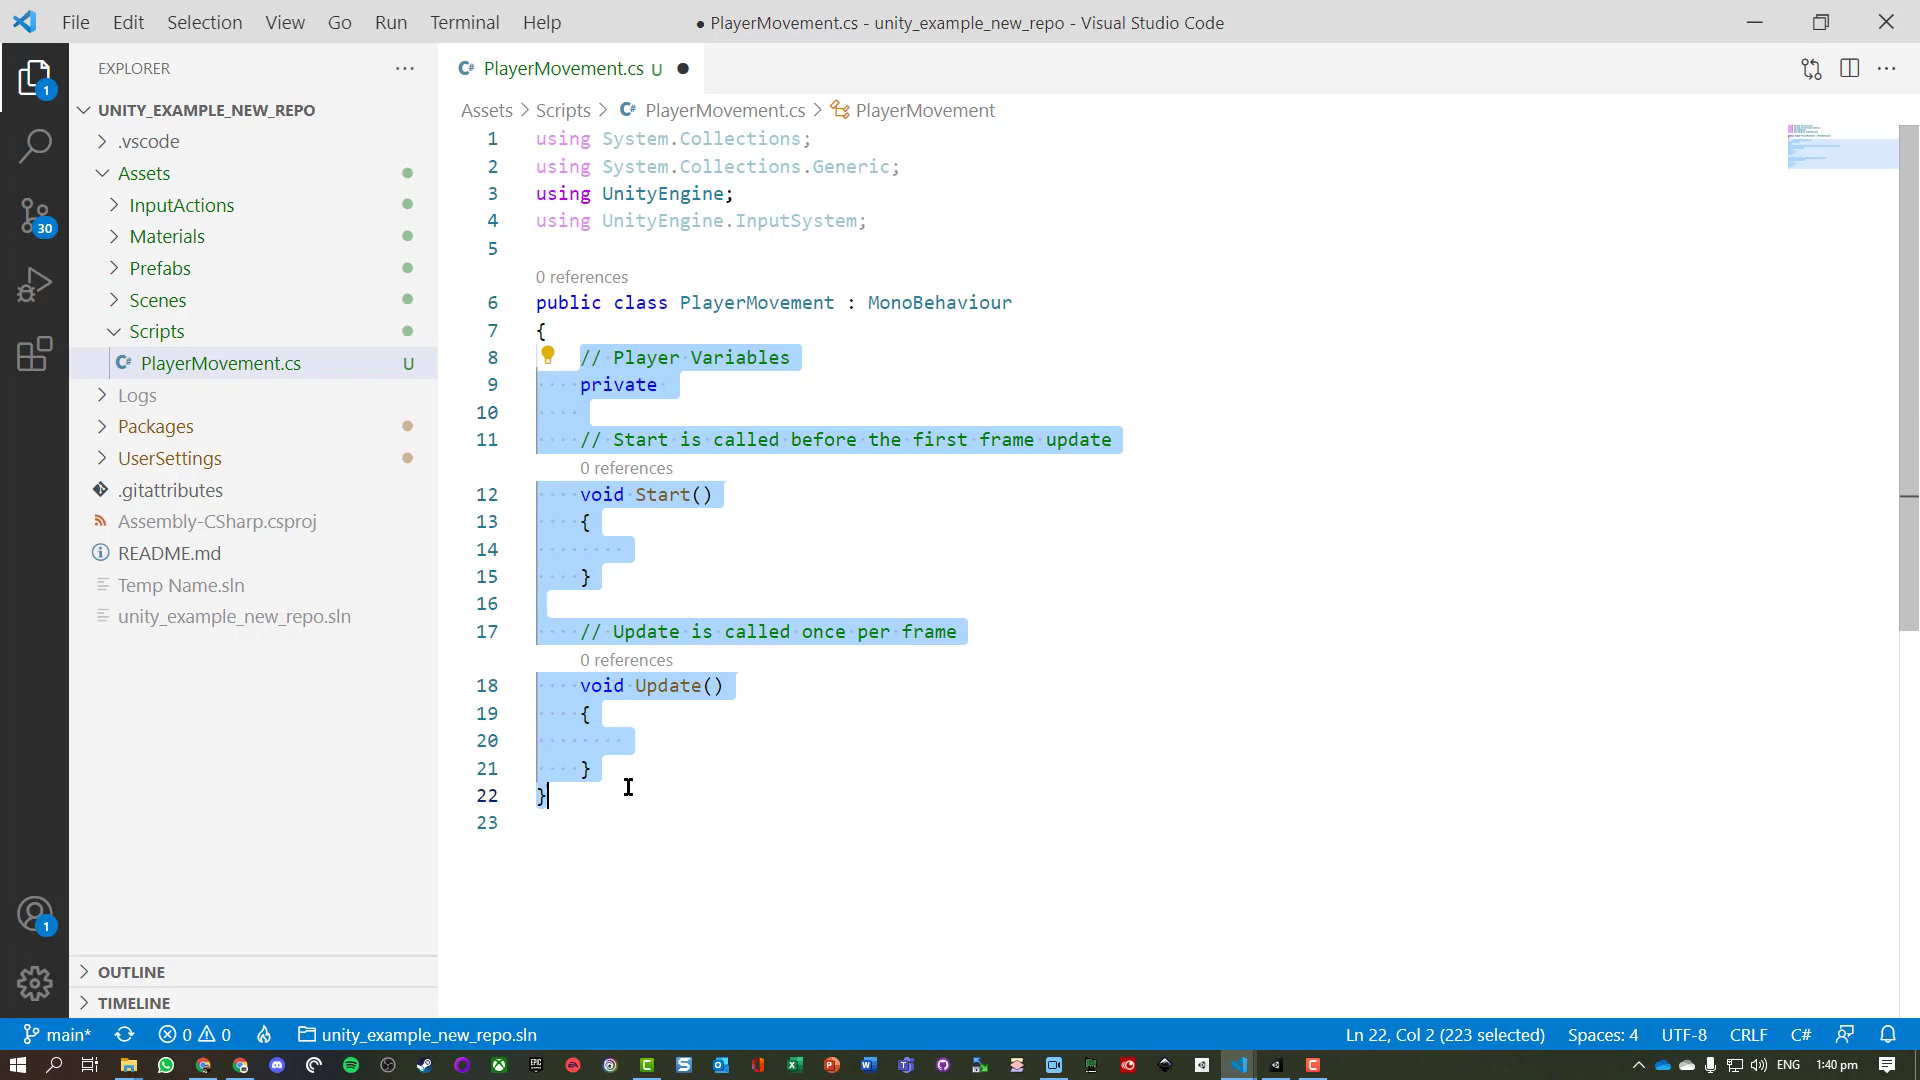 File Edit Selection View Go Run Terminal Help
● PlayerMovement.cs - unity_example_new_repo - Visual Studio Code
EXPLORER
PlayerMovement.cs U
UNITY_EXAMPLE_NEW_REPO
.vscode
Assets
InputActions
Materials
Prefabs
Scenes
Scripts
PlayerMovement.cs U
Logs
Packages
UserSettings
.gitattributes
Assembly-CSharp.csproj
README.md
Temp Name.sln
unity_example_new_repo.sln
OUTLINE
TIMELINE
1
30
1
Assets > Scripts > PlayerMovement.cs > PlayerMovement
1 using System.Collections;
2 using System.Collections.Generic;
3 using UnityEngine;
4 using UnityEngine.InputSystem;
5
0 references
6 public class PlayerMovement : MonoBehaviour
7 {
8 // Player Variables
9 private
10
11 // Start is called before the first frame update
0 references
12 void Start()
13 {
14
15 }
16
17 // Update is called once per frame
0 references
18 void Update()
19 {
20
21 }
22 }
23
main* 0 0 unity_example_new_repo.sln
Ln 22, Col 2 (223 selected) Spaces: 4 UTF-8 CRLF C#
ENG 1:40 pm